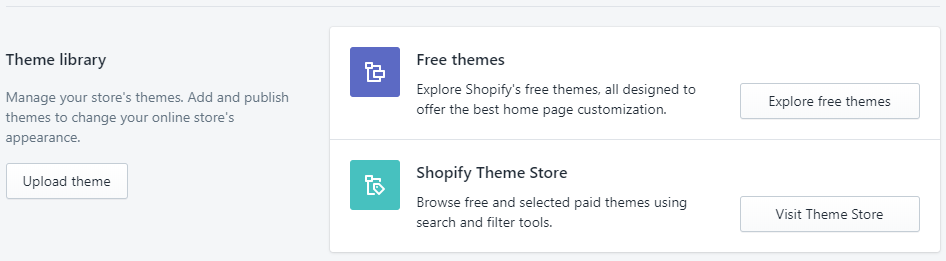 Theme library
Manage your store's themes. Add and publish
themes to change your online store's
appearance.
Upload theme
Free themes
Explore Shopify's free themes, all designed to
offer the best home page customization.
Explore free themes
Shopify Theme Store
Browse free and selected paid themes using
search and filter tools.
Visit Theme Store